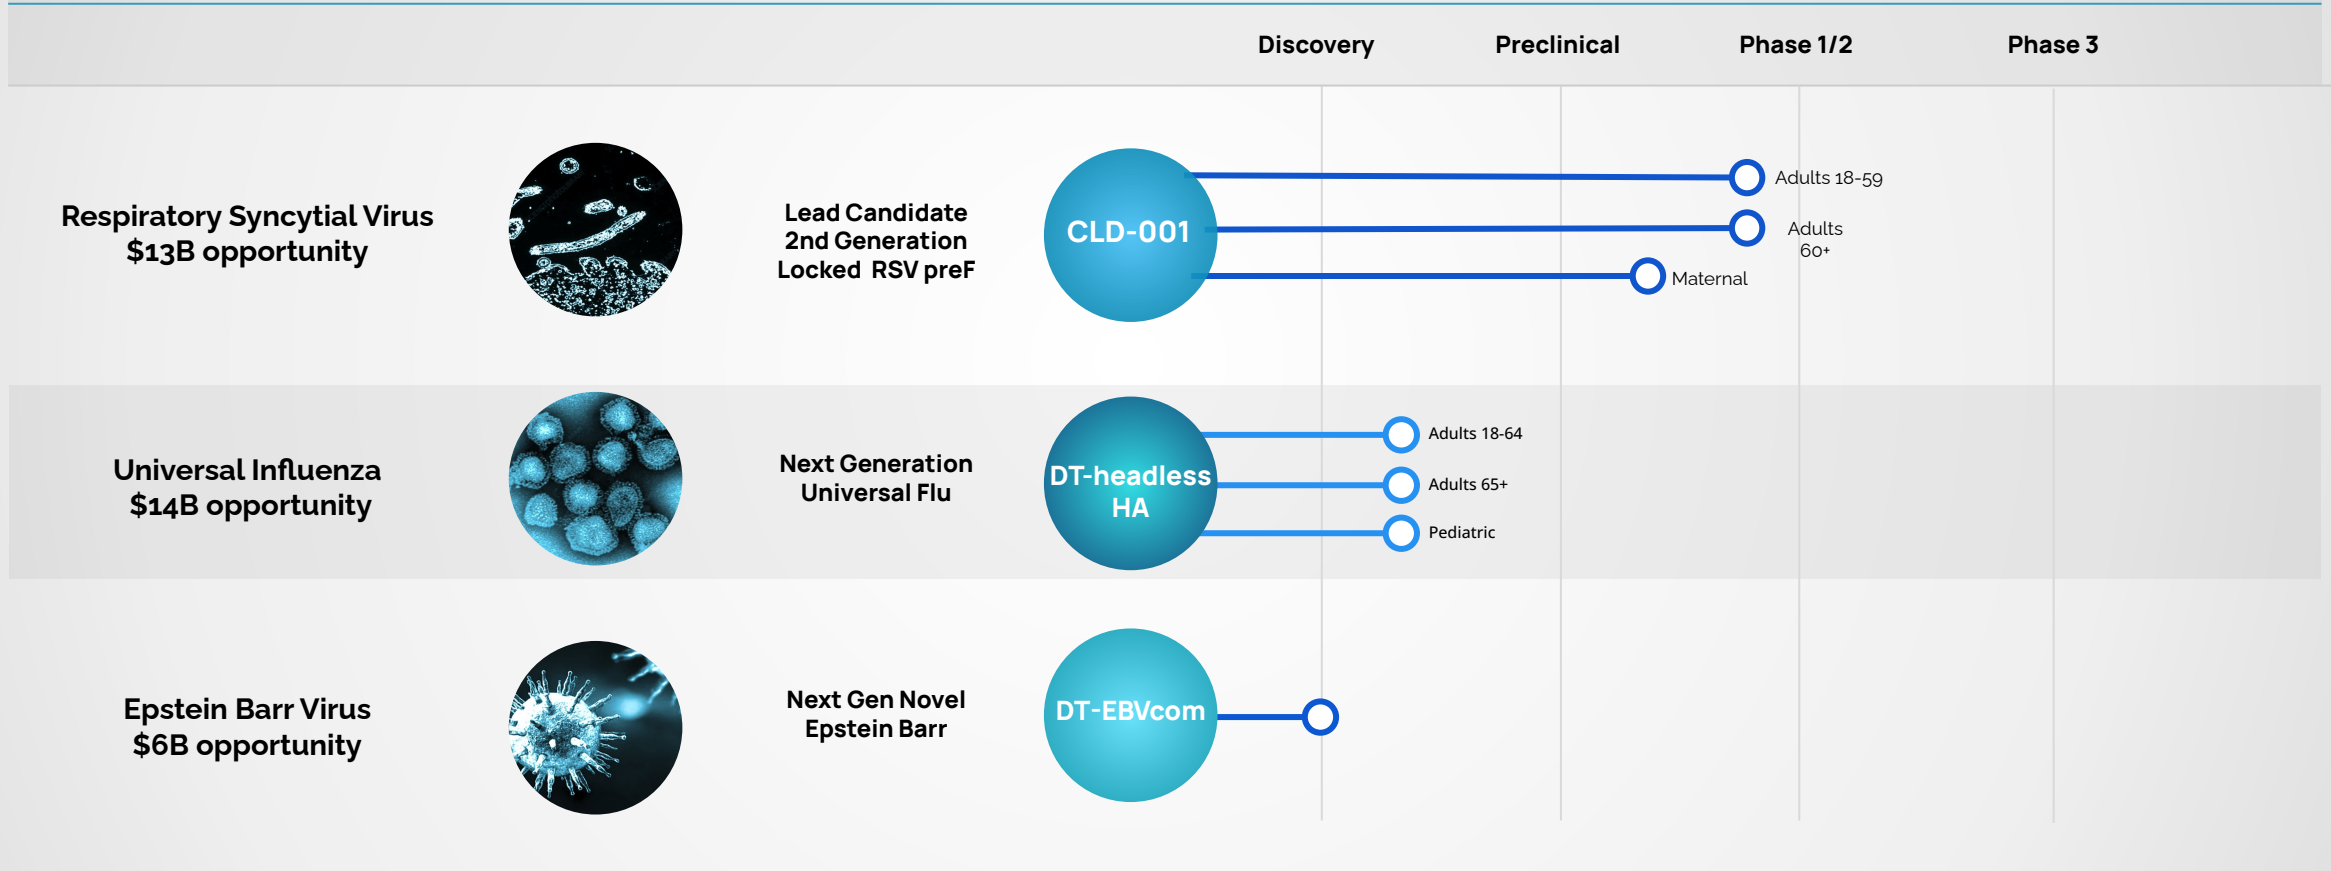 Discovery
Preclinical
Phase 1/2
Phase 3
Respiratory Syncytial Virus
$13B opportunity
Lead Candidate
2nd Generation
Locked RSV preF
CLD-001
Adults 18-59
Adults
60+
Maternal
Universal Influenza
$14B opportunity
Next Generation
Universal Flu
DT-headless
HA
Adults 18-64
Adults 65+
Pediatric
Epstein Barr Virus
$6B opportunity
Next Gen Novel
Epstein Barr
DT-EBVcom